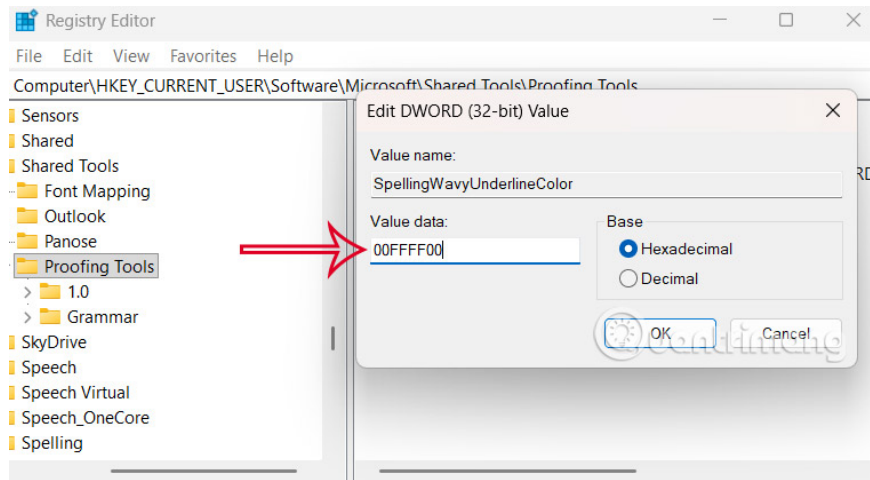 Registry Editor
File Edit View Favorites Help
Computer\HKEY_CURRENT_USER\Software\Microsoft\Shared Tools\Proofing Tools
Sensors
Shared
Shared Tools
Font Mapping
Outlook
Panose
Proofing Tools
1.0
Grammar
SkyDrive
Speech
Speech Virtual
Speech_OneCore
Spelling
Edit DWORD (32-bit) Value
Value name:
SpellingWavyUnderlineColor
Value data:
00FFFF00
Base
Hexadecimal
Decimal
OK
Cancel
Quantrimang